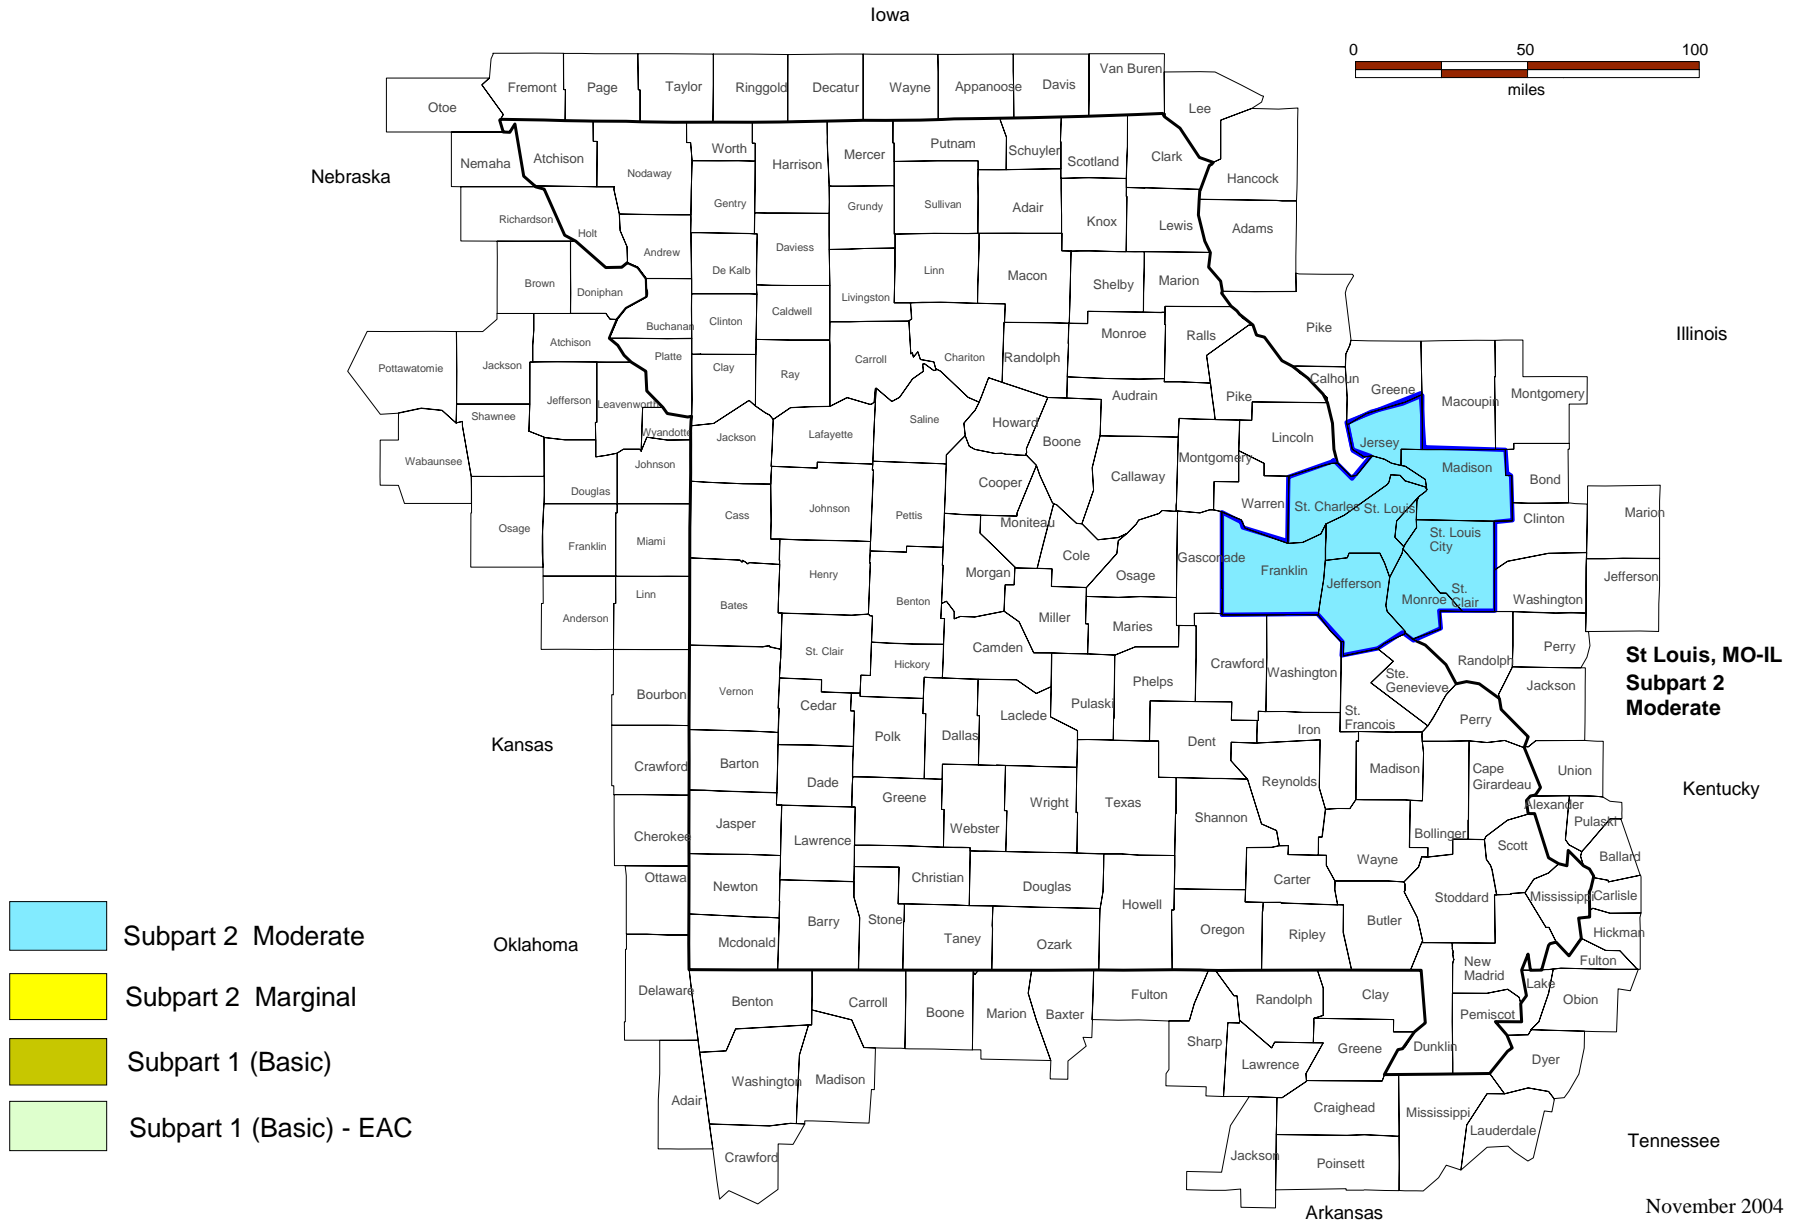 Iowa
0 50 100
miles
Fremont Page Taylor Ringgold Decatur Wayne Appanoose Davis Van Buren
Otoe Lee
Nemaha Atchison Nodaway Worth Harrison Mercer Putnam Schuyler Scotland Clark
Nebraska
Hancock
Richardson Holt Gentry Grundy Sullivan Adair Knox Lewis Adams
Andrew Daviess
De Kalb Linn Macon Shelby Marion
Brown Doniphan Livingston
Buchanan Clinton Caldwell Monroe Ralls Pike
Illinois
Atchison Platte
Pottawatomie Jackson Clay Ray Carroll Chariton Randolph
Calhoun Greene Macoupin Montgomery
Jefferson Leavenworth Audrain Pike
Shawnee Wyandotte Jackson Lafayette Saline Howard Boone Lincoln Jersey
Wabaunsee Johnson Montgomery Madison
Cooper Callaway Bond
Douglas Warren St. Charles St. Louis
Osage Cass Johnson Pettis Moniteau Clinton Marion
Franklin Miami Cole Gasconade St. Louis
City
Henry Morgan Osage Franklin Jefferson Jefferson
Linn Bates Benton Monroe St.
Clair Washington
Anderson Miller Maries
St. Clair Camden
Hickory Crawford Washington Randolph Perry
St Louis, MO-IL
Subpart 2
Moderate
Bourbon Vernon Phelps Ste.
Genevieve Jackson
Cedar Laclede Pulaski St.
Francois Perry
Kansas
Polk Dallas Dent Iron
Crawford Barton Dade Reynolds Madison Cape
Girardeau Union
Kentucky
Greene Wright Texas
Alexander
Cherokee Jasper Lawrence Webster Shannon Bollinger Scott Pulaski
Wayne Ballard
Ottawa Newton Christian Douglas Carter
Howell Stoddard Mississippi Carlisle
Barry Stone Butler
Subpart 2 Moderate
Oklahoma
Mcdonald Taney Ozark Oregon Ripley Hickman
New
Madrid Fulton
Subpart 2 Marginal
Delaware Benton Carroll Boone Marion Baxter Fulton Randolph Clay Lake Obion
Pemiscot
Sharp Greene Dunklin
Subpart 1 (Basic)
Lawrence Dyer
Washington Madison
Adair
Craighead Mississippi
Subpart 1 (Basic) - EAC
Lauderdale
Tennessee
Crawford Jackson Poinsett
Arkansas
November 2004